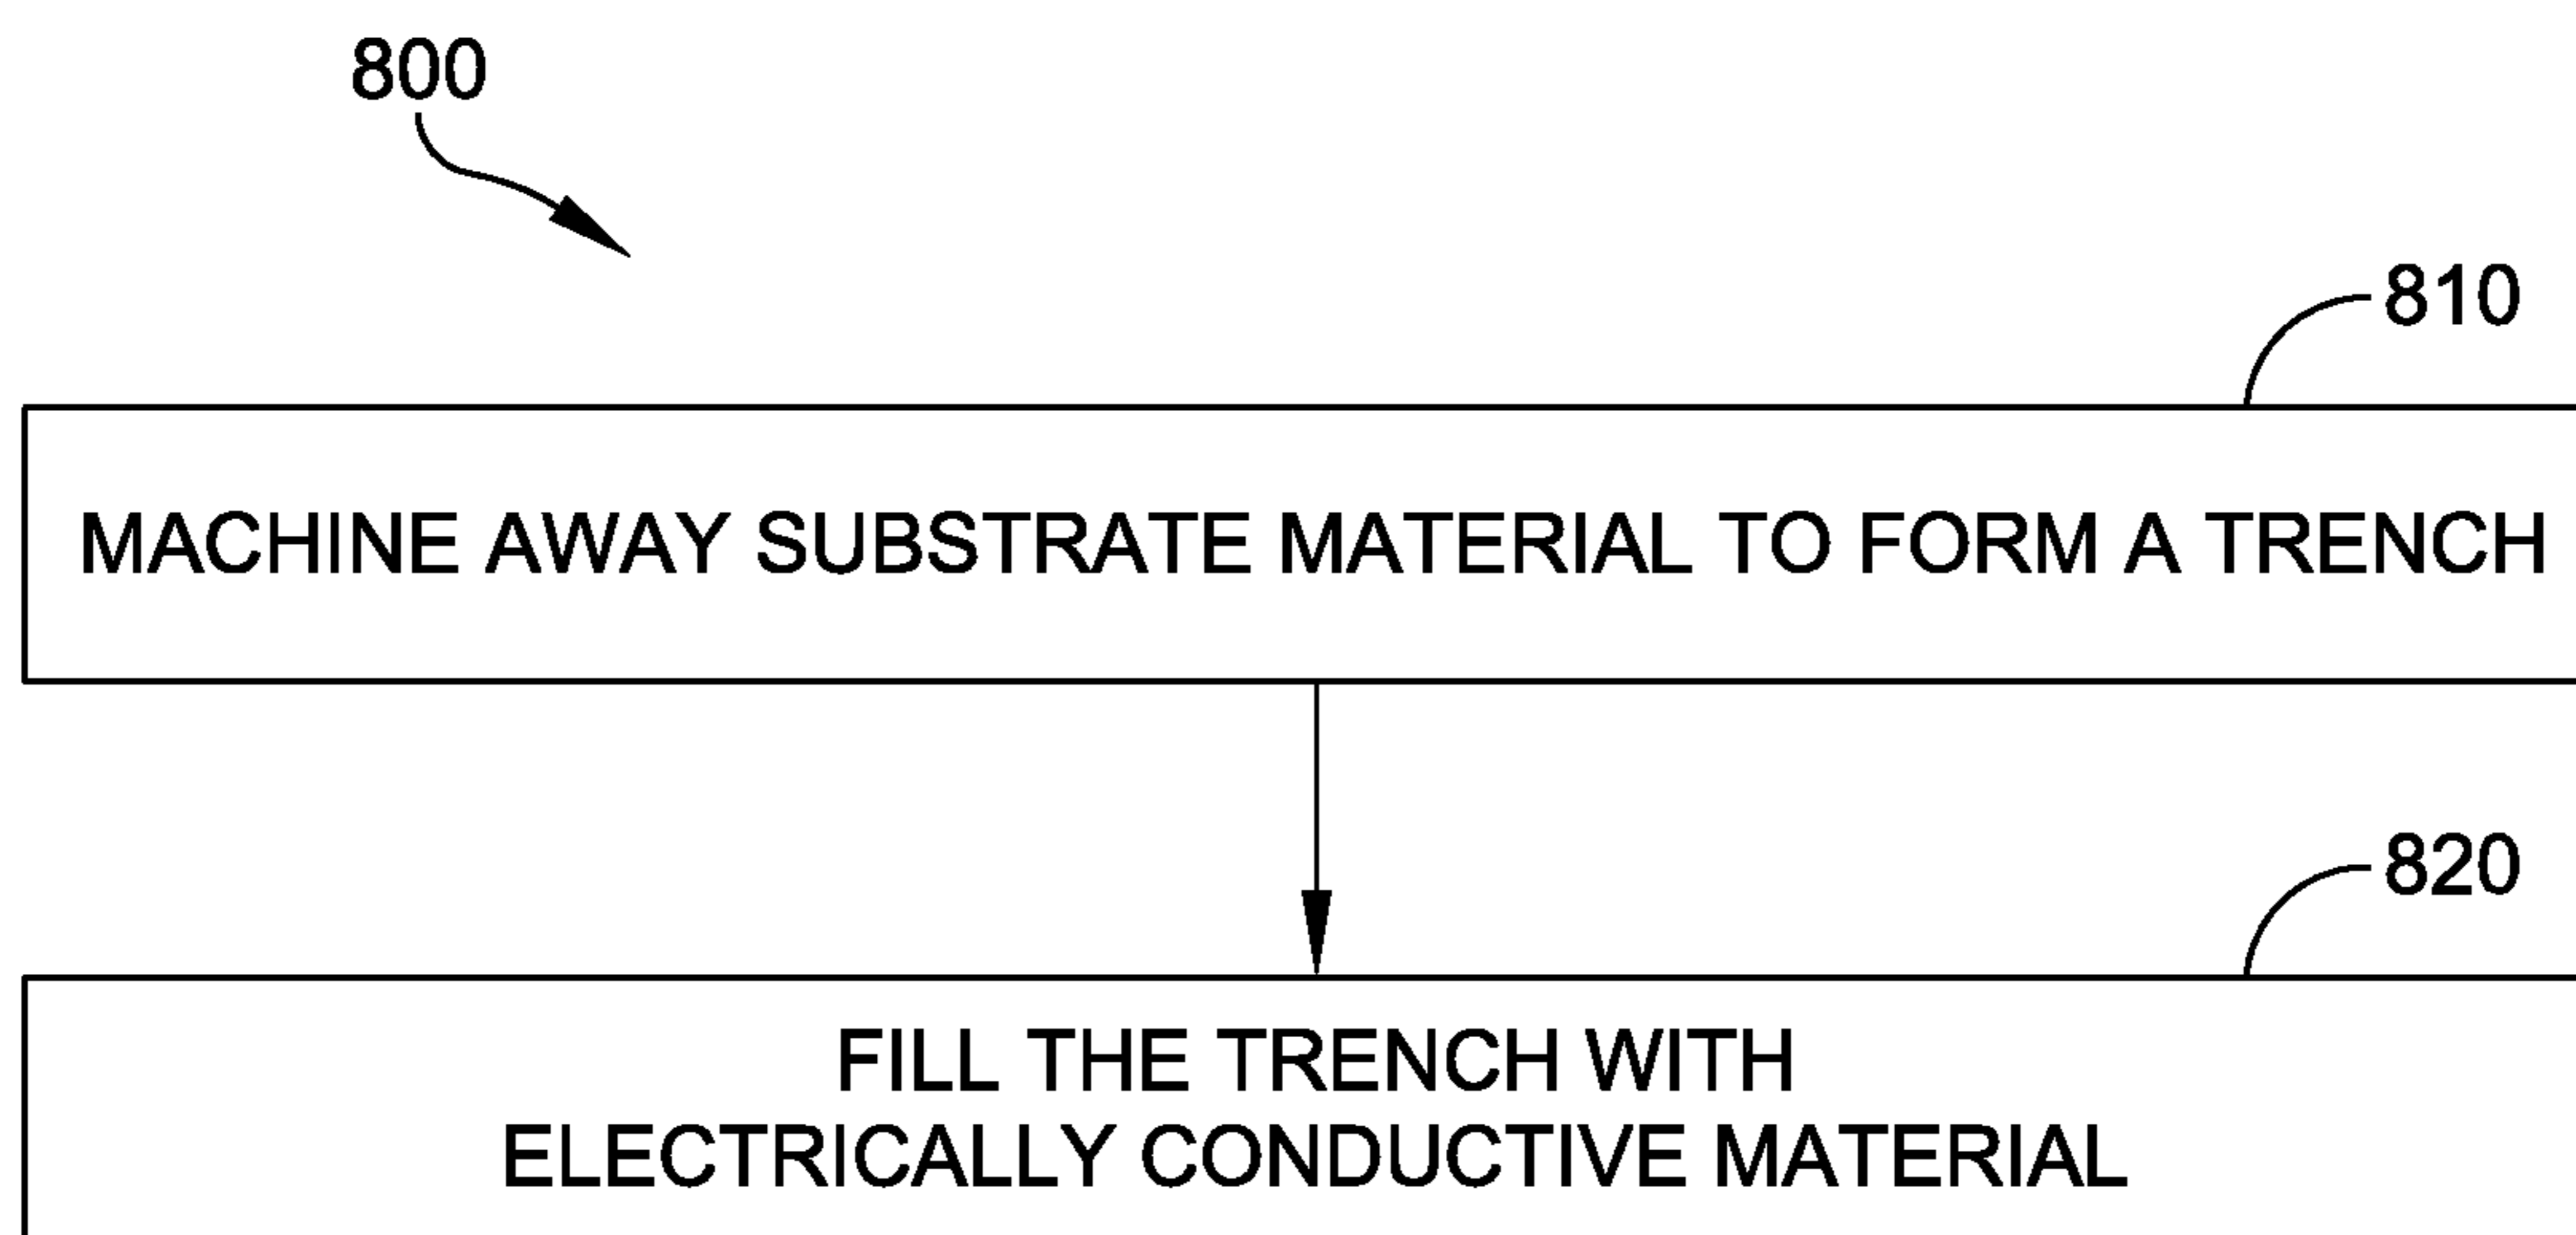 800
810
MACHINE AWAY SUBSTRATE MATERIAL TO FORM A TRENCH
820
FILL THE TRENCH WITH
ELECTRICALLY CONDUCTIVE MATERIAL